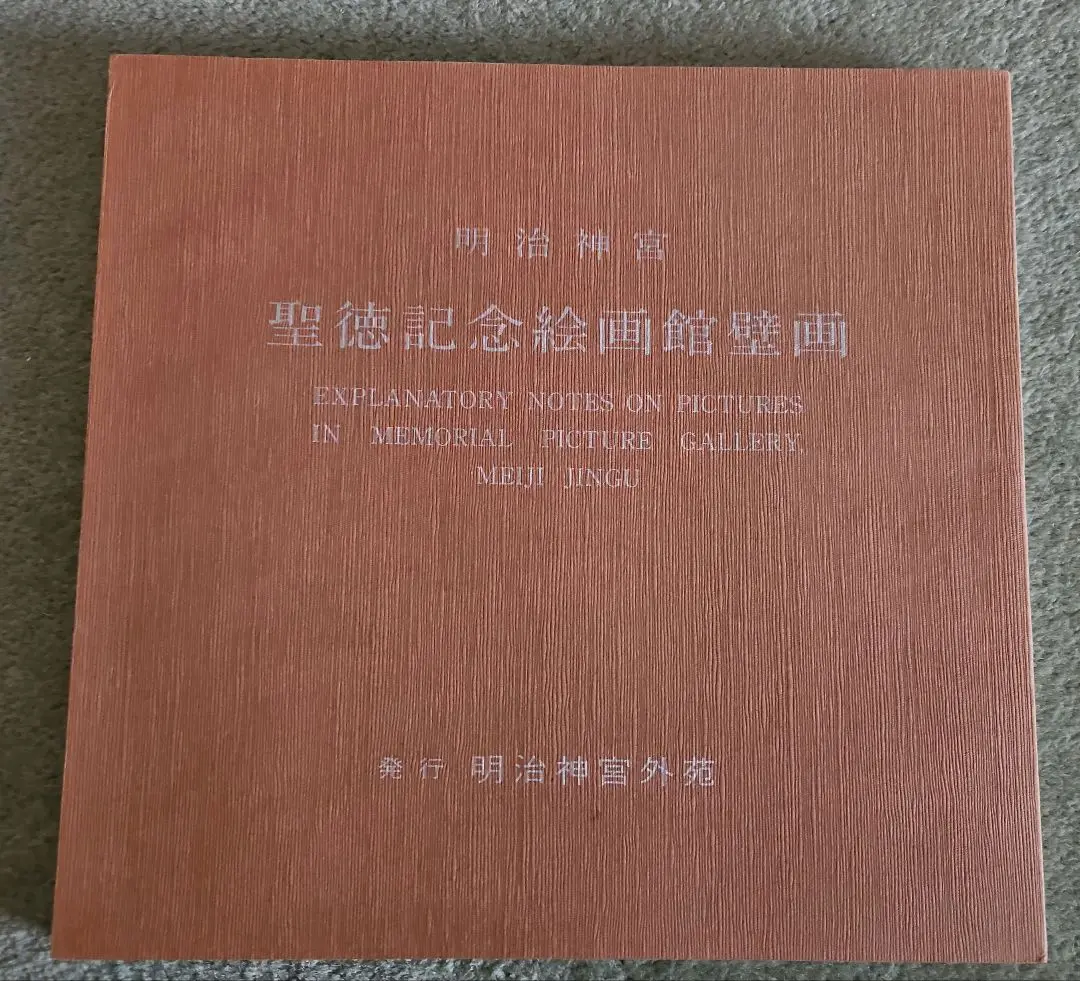 明治神宮
聖徳記念絵画館壁画
EXPLANATORY NOTES ON PICTURES
IN MEMORIAL PICTURE GALLERY,
MEIJI JINGU
発行 明治神宮外苑